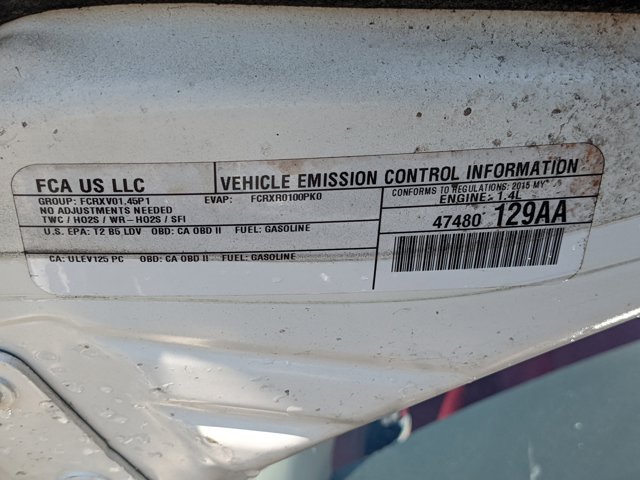 FCA US LLC
VEHICLE EMISSION CONTROL INFORMATION
GROUP: FCRXV01.45P1 EVAP: FCRXR0100PK0
NO ADJUSTMENTS NEEDED
TWC / HO2S / WR-HO2S / SFI
CONFORMS TO REGULATIONS: 2015 MY
ENGINE: 1.4L
U.S. EPA: T2 B5 LDV OBD: CA OBD II FUEL: GASOLINE
47480 129AA
CA: ULEV125 PC OBD: CA OBD II FUEL: GASOLINE